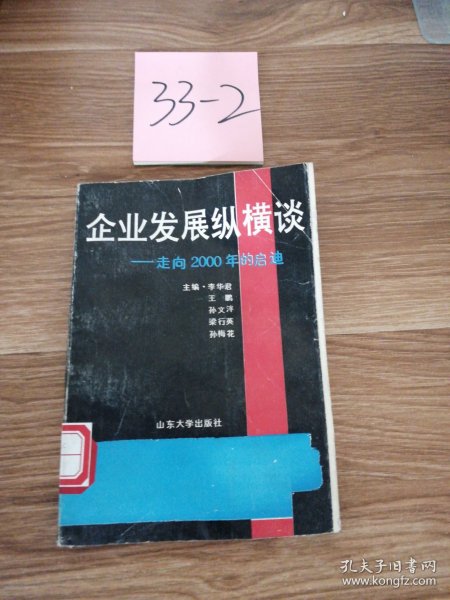 33-2
企业发展纵横谈
——走向2000年的启迪
主编·李华君
王鹏
孙文泮
梁行英
孙梅花
山东大学出版社
孔夫子旧书网
www.kongfz.com